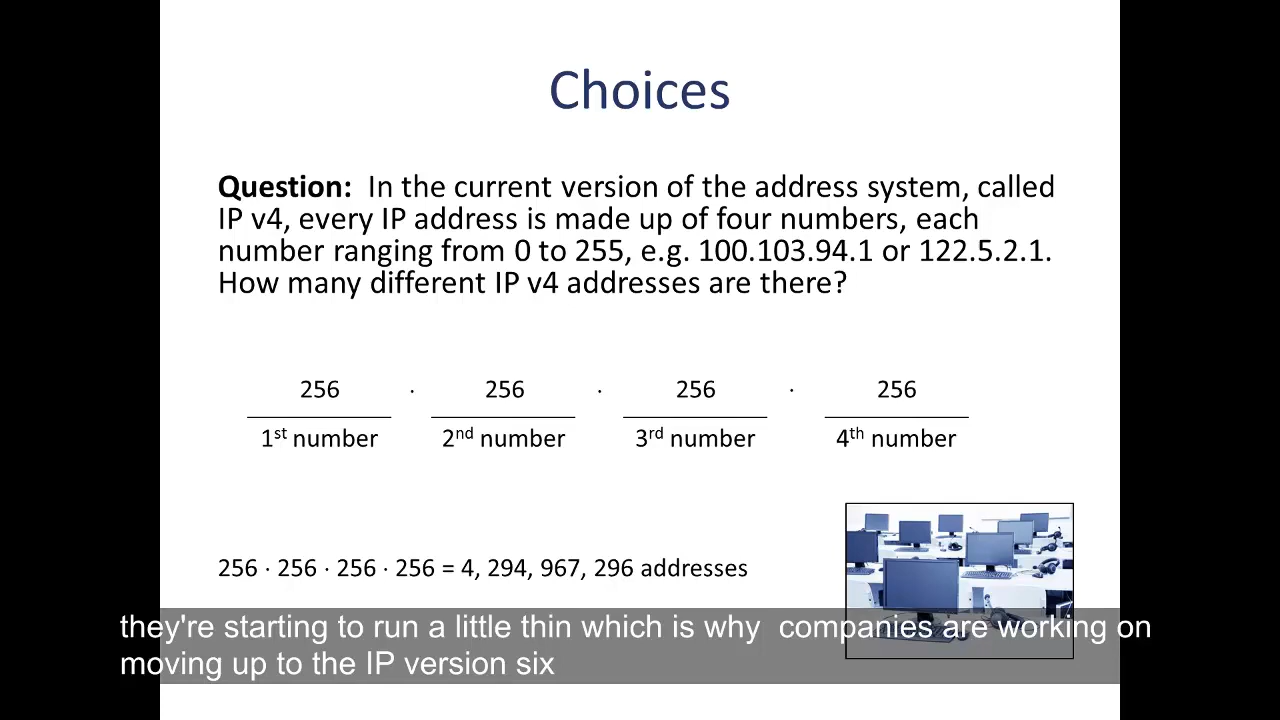 Choices
Question: In the current version of the address system, called
IP v4, every IP address is made up of four numbers, each
number ranging from 0 to 255, e.g. 100.103.94.1 or 122.5.2.1.
How many different IP v4 addresses are there?
256 · 256 · 256 · 256
1st number 2nd number 3rd number 4th number
256 · 256 · 256 · 256 = 4, 294, 967, 296 addresses
they're starting to run a little thin which is why  companies are working on
moving up to the IP version six